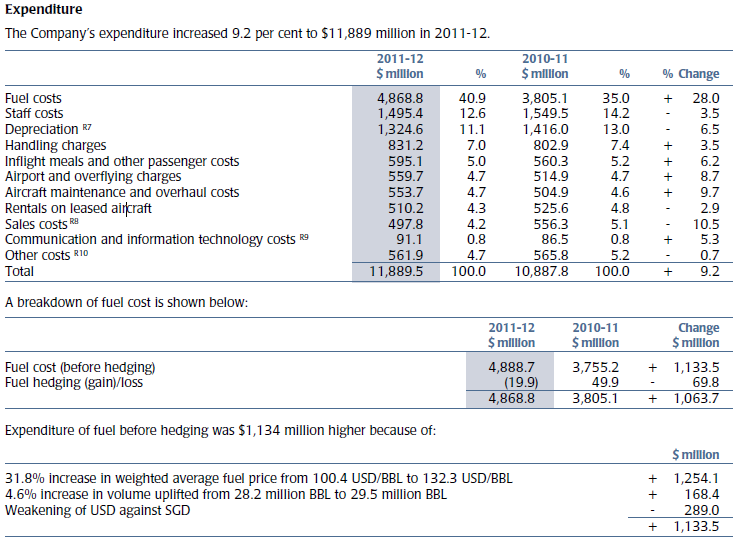 Expenditure
The Company's expenditure increased 9.2 per cent to $11,889 million in 2011-12.
2011-12 2010-11
$ million % $ million % % Change
Fuel costs 4,868.8 40.9 3,805.1 35.0 + 28.0
Staff costs 1,495.4 12.6 1,549.5 14.2 - 3.5
Depreciation R7 1,324.6 11.1 1,416.0 13.0 - 6.5
Handling charges 831.2 7.0 802.9 7.4 + 3.5
Inflight meals and other passenger costs 595.1 5.0 560.3 5.2 + 6.2
Airport and overflying charges 559.7 4.7 514.9 4.7 + 8.7
Aircraft maintenance and overhaul costs 553.7 4.7 504.9 4.6 + 9.7
Rentals on leased aircraft 510.2 4.3 525.6 4.8 - 2.9
Sales costs R8 497.8 4.2 556.3 5.1 - 10.5
Communication and information technology costs R9 91.1 0.8 86.5 0.8 + 5.3
Other costs R10 561.9 4.7 565.8 5.2 - 0.7
Total 11,889.5 100.0 10,887.8 100.0 + 9.2
A breakdown of fuel cost is shown below:
2011-12 2010-11 Change
$ million $ million $ million
Fuel cost (before hedging) 4,888.7 3,755.2 + 1,133.5
Fuel hedging (gain)/loss (19.9) 49.9 - 69.8
4,868.8 3,805.1 + 1,063.7
Expenditure of fuel before hedging was $1,134 million higher because of:
$ million
31.8% increase in weighted average fuel price from 100.4 USD/BBL to 132.3 USD/BBL + 1,254.1
4.6% increase in volume uplifted from 28.2 million BBL to 29.5 million BBL + 168.4
Weakening of USD against SGD - 289.0
+ 1,133.5